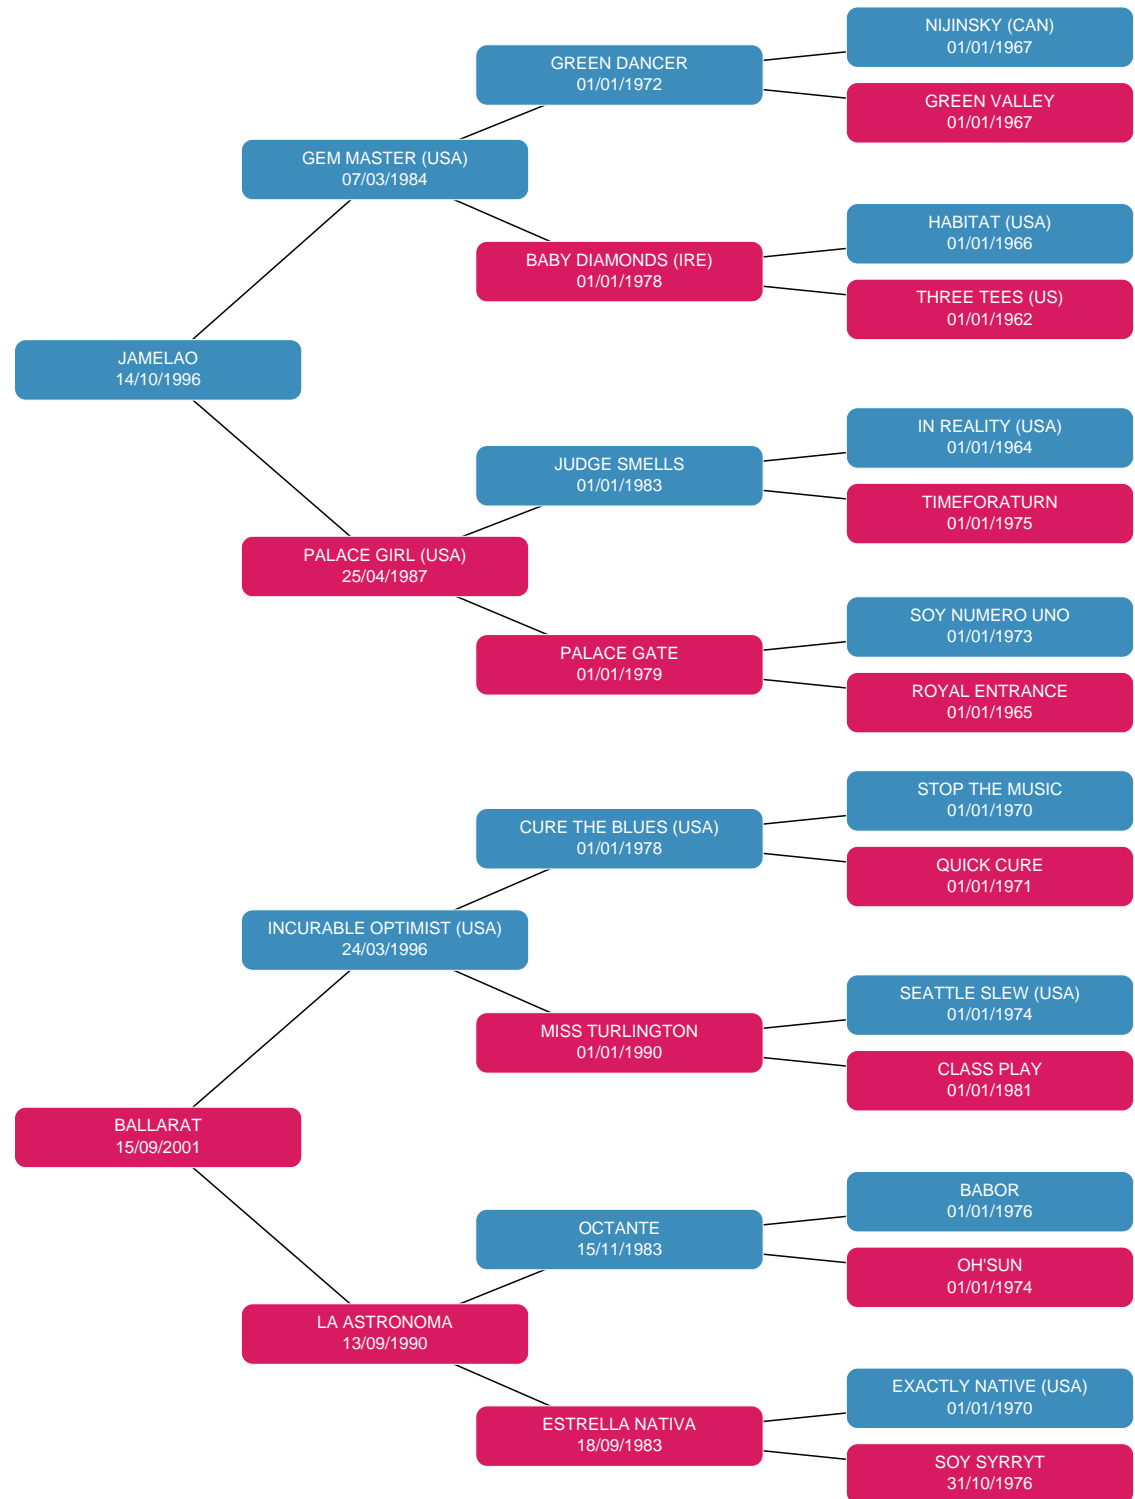 NIJINSKY (CAN)
01/01/1967
GREEN DANCER
01/01/1972
GREEN VALLEY
01/01/1967
GEM MASTER (USA)
07/03/1984
HABITAT (USA)
01/01/1966
BABY DIAMONDS (IRE)
01/01/1978
THREE TEES (US)
01/01/1962
JAMELAO
14/10/1996
IN REALITY (USA)
01/01/1964
JUDGE SMELLS
01/01/1983
TIMEFORATURN
01/01/1975
PALACE GIRL (USA)
25/04/1987
SOY NUMERO UNO
01/01/1973
PALACE GATE
01/01/1979
ROYAL ENTRANCE
01/01/1965
STOP THE MUSIC
01/01/1970
CURE THE BLUES (USA)
01/01/1978
QUICK CURE
01/01/1971
INCURABLE OPTIMIST (USA)
24/03/1996
SEATTLE SLEW (USA)
01/01/1974
MISS TURLINGTON
01/01/1990
CLASS PLAY
01/01/1981
BALLARAT
15/09/2001
BABOR
01/01/1976
OCTANTE
15/11/1983
OH'SUN
01/01/1974
LA ASTRONOMA
13/09/1990
EXACTLY NATIVE (USA)
01/01/1970
ESTRELLA NATIVA
18/09/1983
SOY SYRRYT
31/10/1976